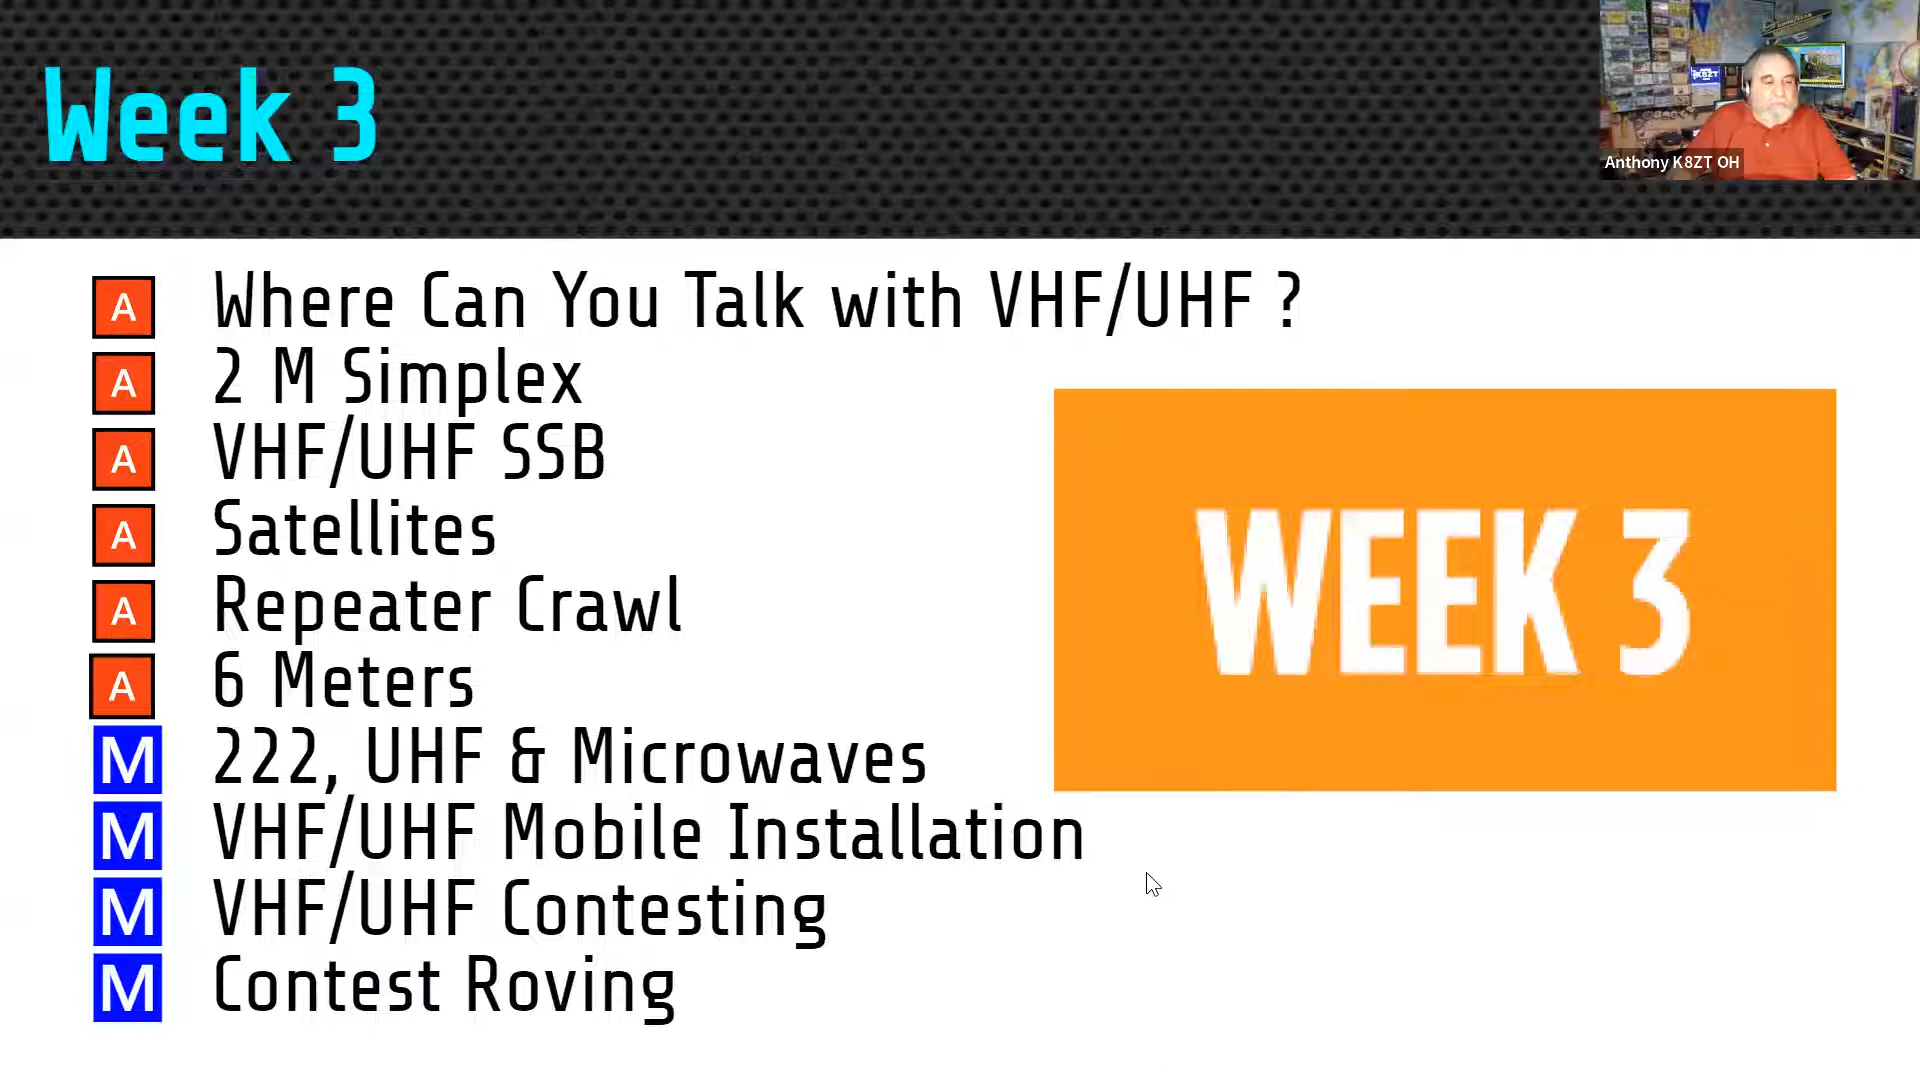 Week 3
K8ZT
Anthony K8ZT OH
A Where Can You Talk with VHF/UHF ?
A 2 M Simplex
A VHF/UHF SSB
A Satellites
A Repeater Crawl
A 6 Meters
M 222, UHF & Microwaves
M VHF/UHF Mobile Installation
M VHF/UHF Contesting
M Contest Roving
WEEK 3